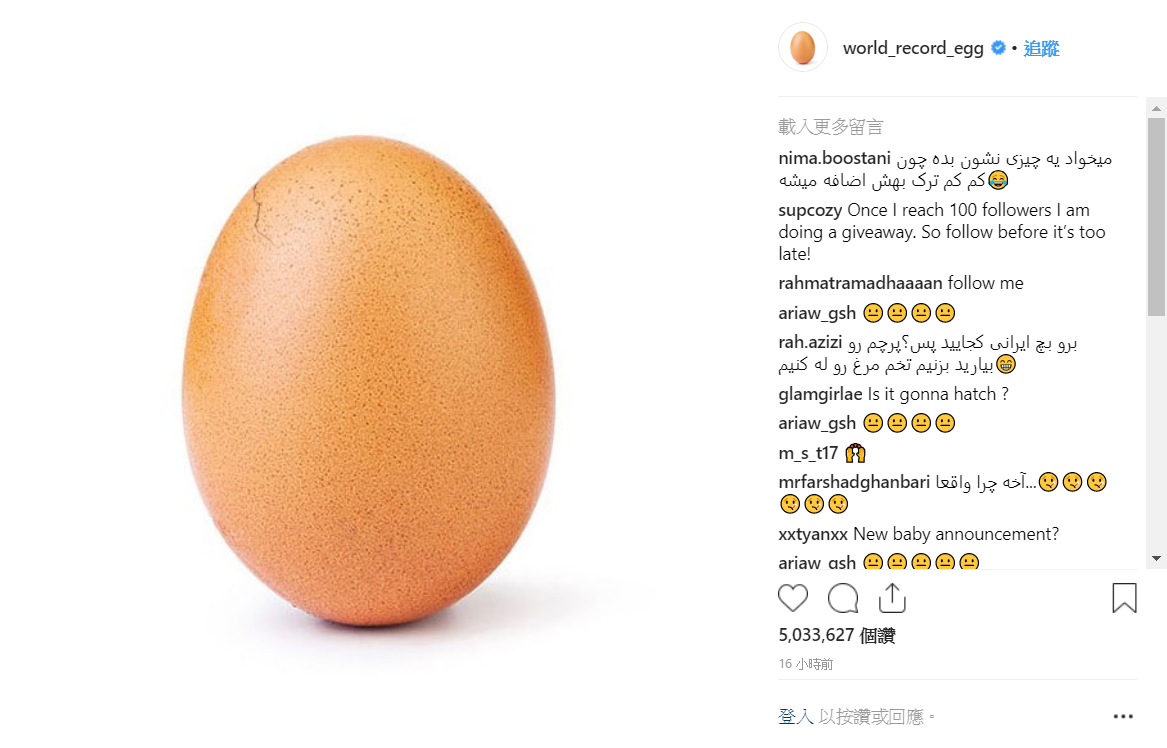 world_record_egg • 追蹤
載入更多留言
nima.boostani میخواد یه چیزی نشون بده چون
کم کم ترک بهش اضافه میشه😂
supcozy Once I reach 100 followers I am
doing a giveaway. So follow before it's too
late!
rahmatramadhaaaan follow me
ariaw_gsh 😐😐😐😐
rah.azizi برو بچ ایرانی کجایید پس؟پرچم رو
بیارید بزنیم تخم مرغ رو له کنیم😁
glamgirlae Is it gonna hatch ?
ariaw_gsh 😐😐😐😐
m_s_t17 🙌
mrfarshadghanbari آخه چرا واقعا...🤨🤨🤨
🤨🤨🤨
xxtyanxx New baby announcement?
ariaw_gsh 😐😐😐😐😐
5,033,627 個讚
16 小時前
登入 以按讚或回應。